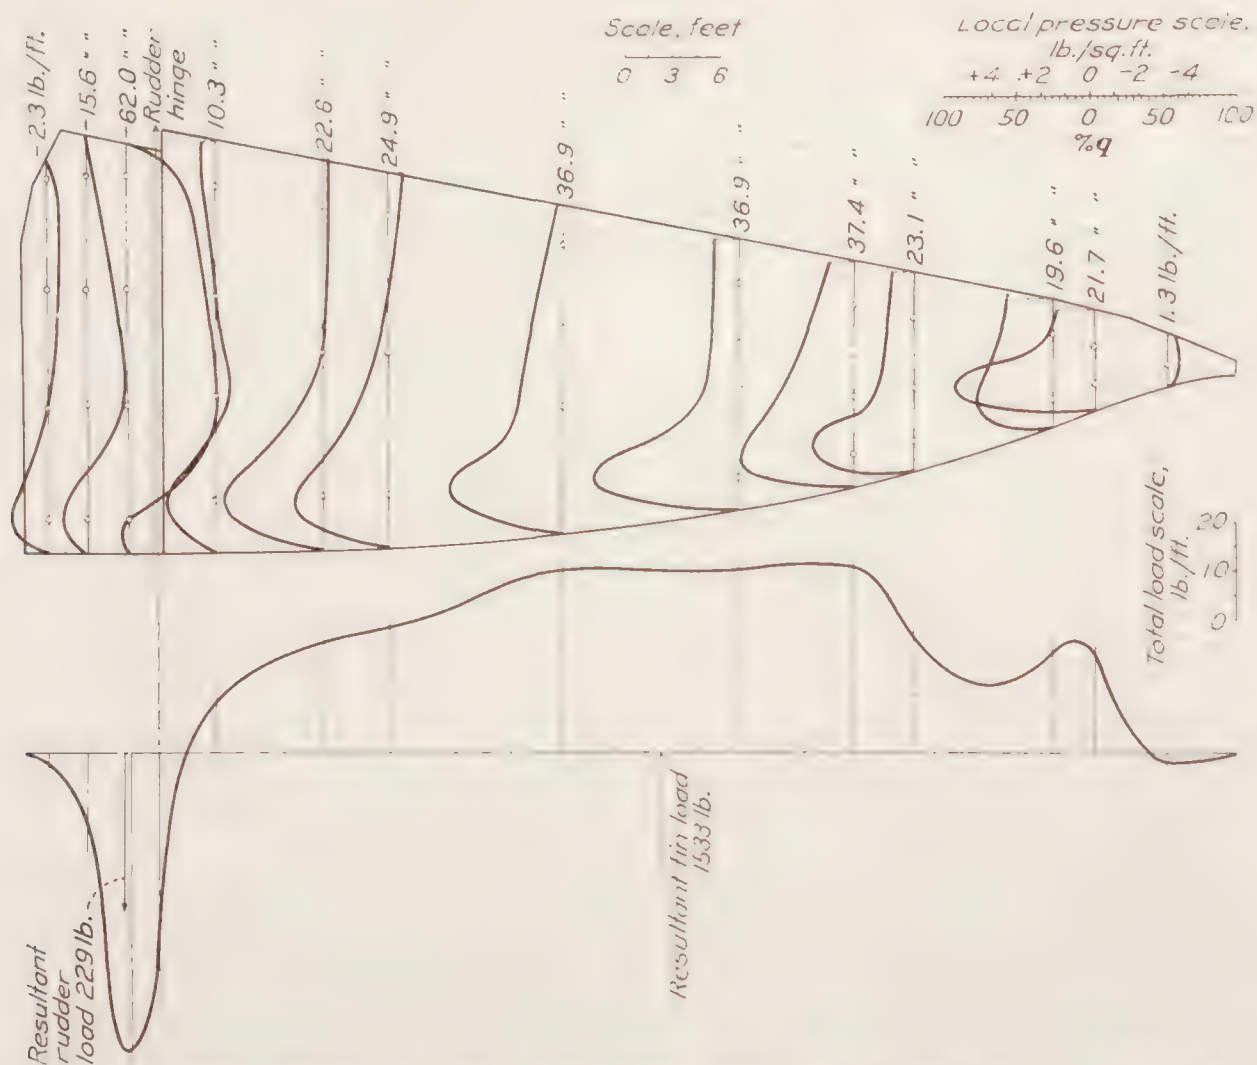 Scale, feet
0 3 6
Local pressure scale.
lb./sq.ft.
+4 +2 0 -2 -4
100 50 0 50 100
%q
-2.3 lb./ft.
-15.6 " "
-62.0 " "
Rudder
hinge
10.3 " "
22.6 " "
24.9 " "
36.9 " "
36.9 " "
37.4 " "
23.1 " "
19.6 " "
21.7 " "
1.3 lb./ft.
Total load scale,
lb./ft.
20
10
0
Resultant
rudder
load 229 lb.
Resultant fin load
1533 lb.